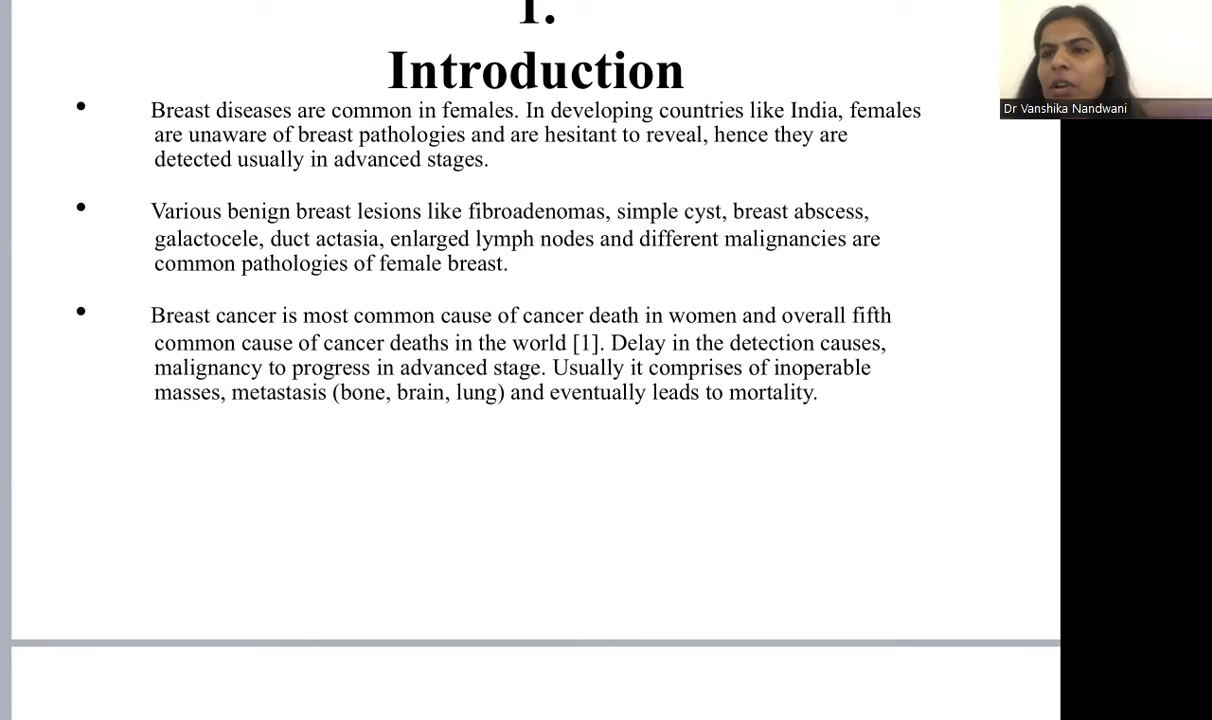 1.
Introduction
• Breast diseases are common in females. In developing countries like India, females
are unaware of breast pathologies and are hesitant to reveal, hence they are
detected usually in advanced stages.
• Various benign breast lesions like fibroadenomas, simple cyst, breast abscess,
galactocele, duct actasia, enlarged lymph nodes and different malignancies are
common pathologies of female breast.
• Breast cancer is most common cause of cancer death in women and overall fifth
common cause of cancer deaths in the world [1]. Delay in the detection causes,
malignancy to progress in advanced stage. Usually it comprises of inoperable
masses, metastasis (bone, brain, lung) and eventually leads to mortality.
Dr Vanshika Nandwani